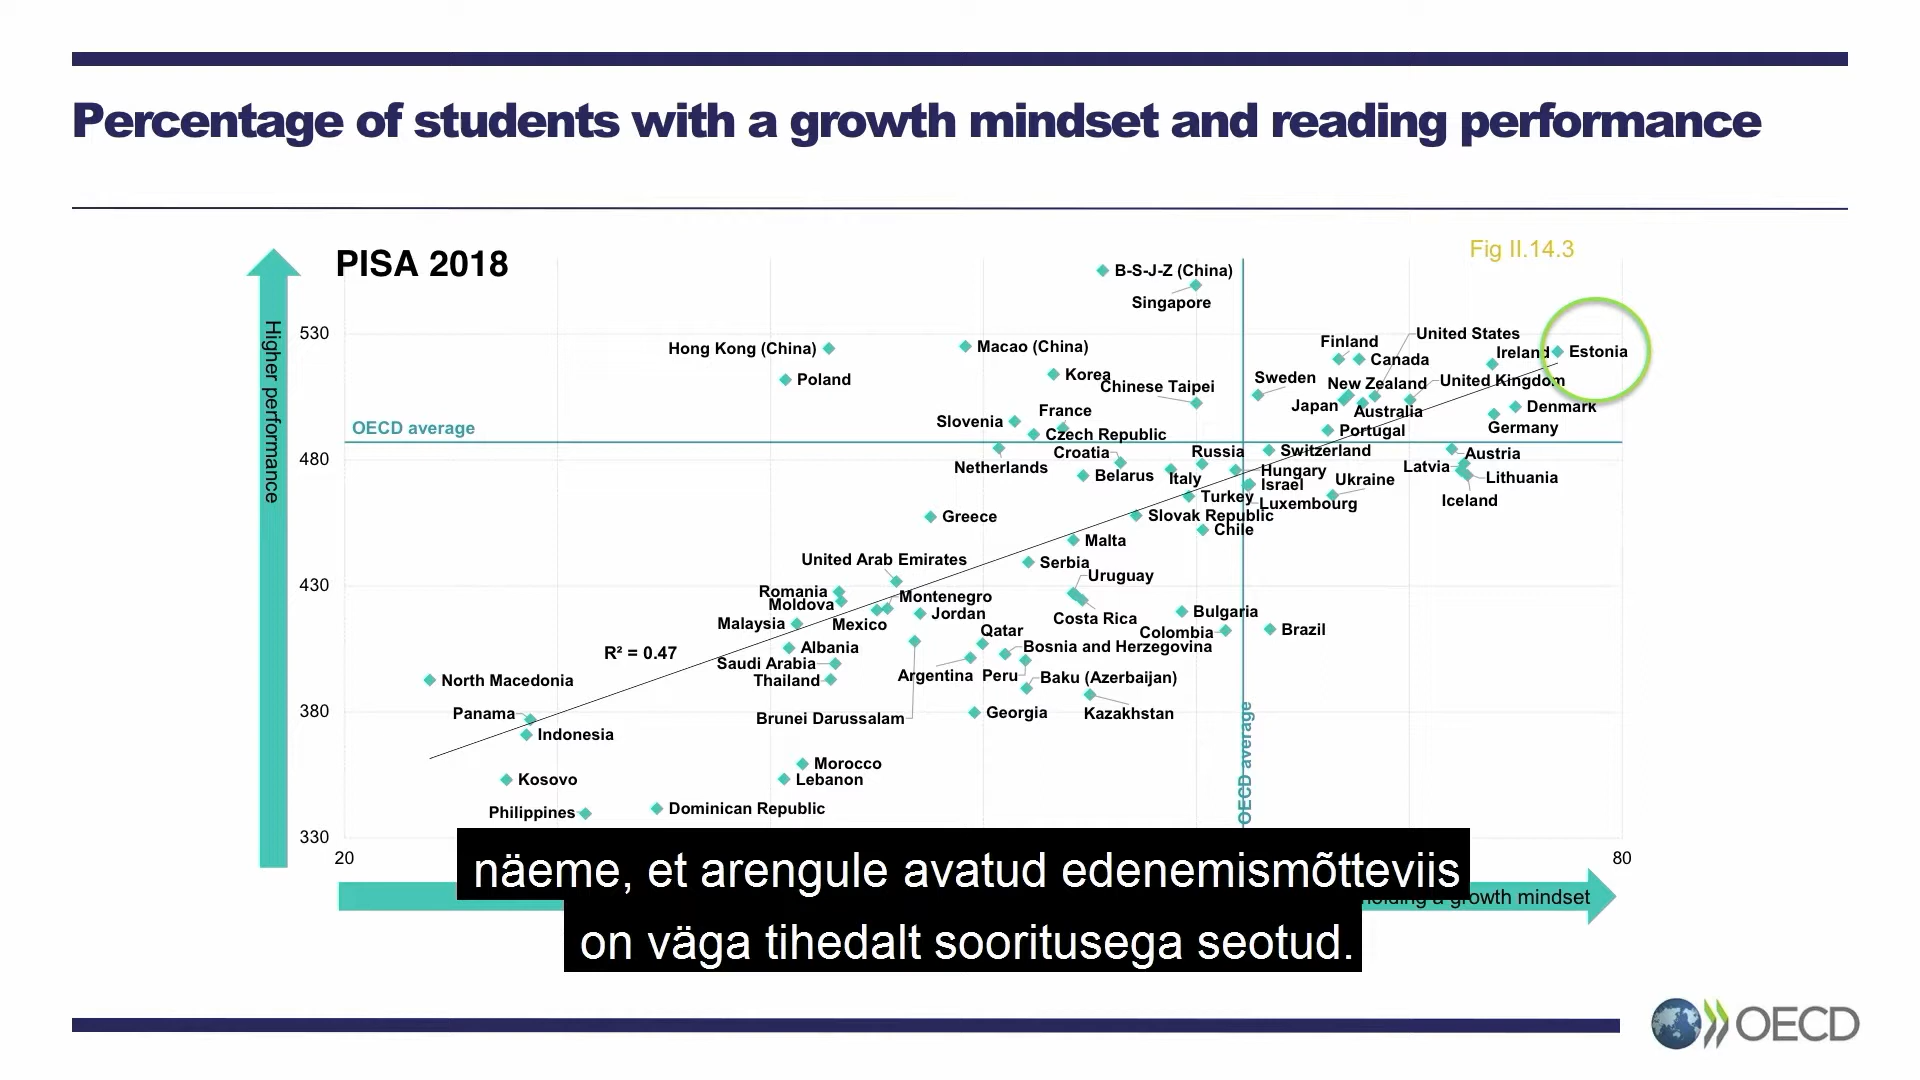 Percentage of students with a growth mindset and reading performance
PISA 2018
Fig II.14.3
B-S-J-Z (China)
Singapore
530
Higher performance
Hong Kong (China)
Macao (China)
Finland
United States
Ireland
Estonia
Canada
Poland
Korea
Chinese Taipei
Sweden
New Zealand
United Kingdom
Japan
Australia
Denmark
OECD average
Slovenia
France
Czech Republic
Portugal
Germany
480
Netherlands
Croatia
Russia
Switzerland
Austria
Latvia
Belarus
Italy
Hungary
Israel
Ukraine
Lithuania
Turkey
Luxembourg
Iceland
Greece
Slovak Republic
Chile
Malta
United Arab Emirates
Serbia
Uruguay
430
Romania
Moldova
Montenegro
Jordan
Malaysia
Mexico
Costa Rica
Bulgaria
Colombia
Brazil
Qatar
R² = 0.47
Albania
Bosnia and Herzegovina
Saudi Arabia
Thailand
Argentina
Peru
Baku (Azerbaijan)
North Macedonia
380
Panama
Brunei Darussalam
Georgia
Kazakhstan
Indonesia
OECD average
Morocco
Kosovo
Lebanon
Philippines
Dominican Republic
330
20
80
holding a growth mindset
näeme, et arengule avatud edenemismõtteviis
on väga tihedalt sooritusega seotud.
OECD